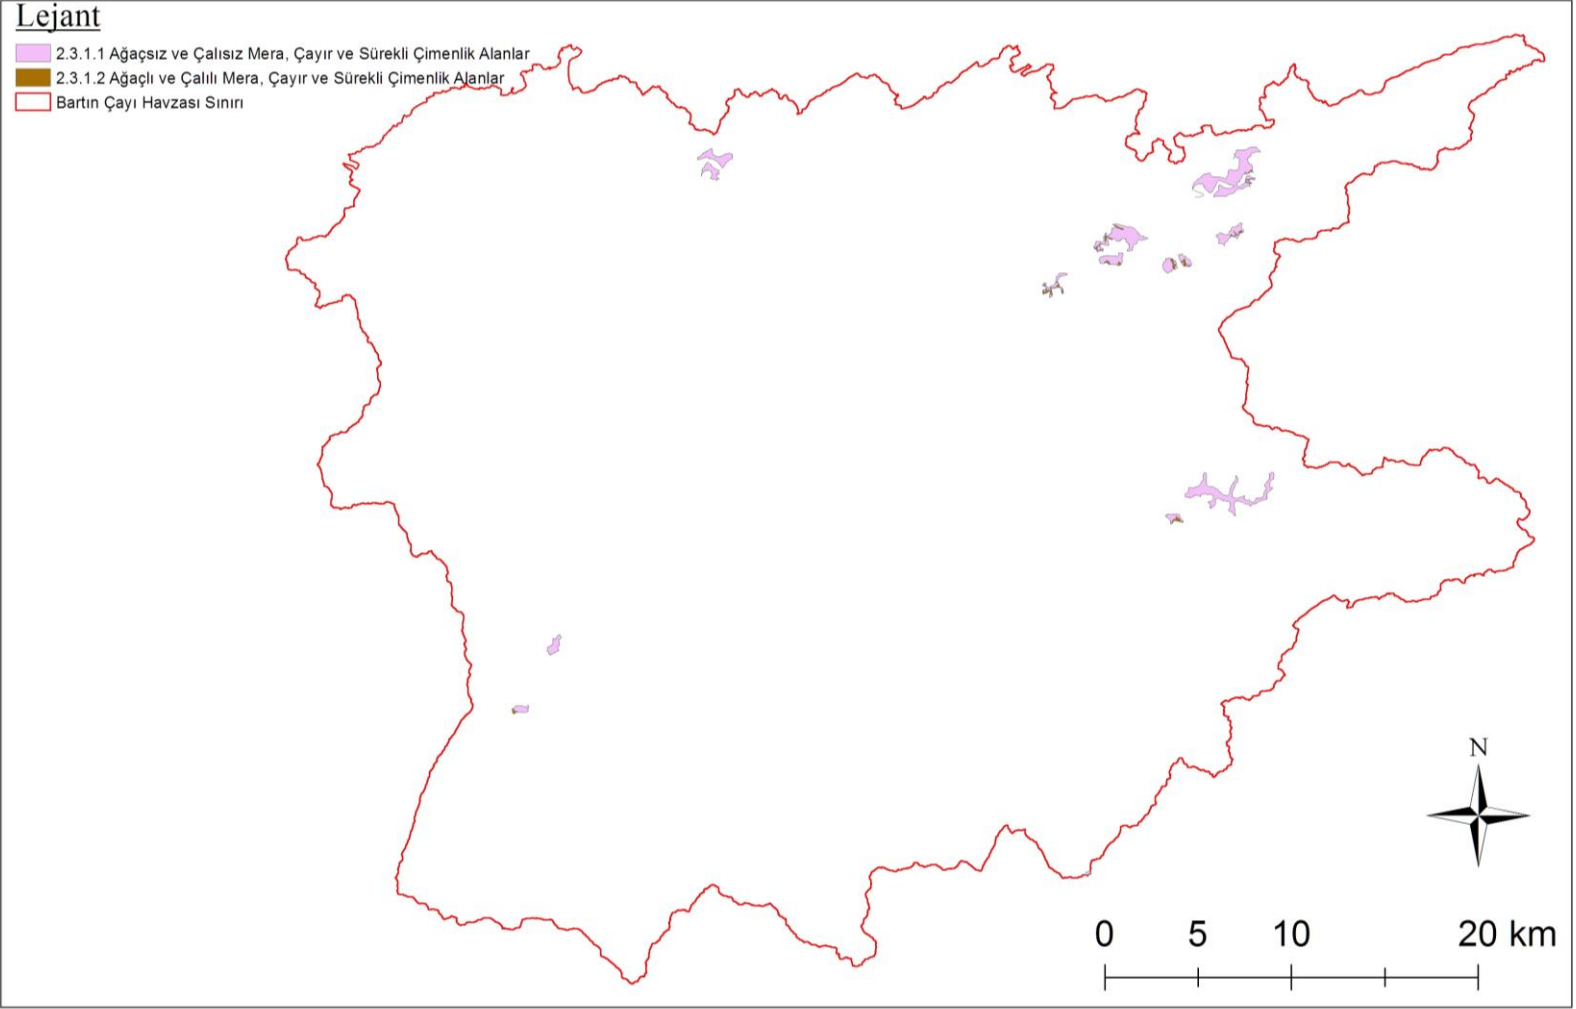 Lejant
2.3.1.1 Ağaçsız ve Çalısız Mera, Çayır ve Sürekli Çimenlik Alanlar
2.3.1.2 Ağaçlı ve Çalılı Mera, Çayır ve Sürekli Çimenlik Alanlar
Bartın Çayı Havzası Sınırı
N
0 5 10 20 km